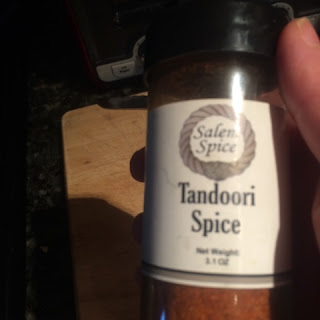 Salem
Spice
Tandoori
Spice
Net Weight:
3.1 OZ